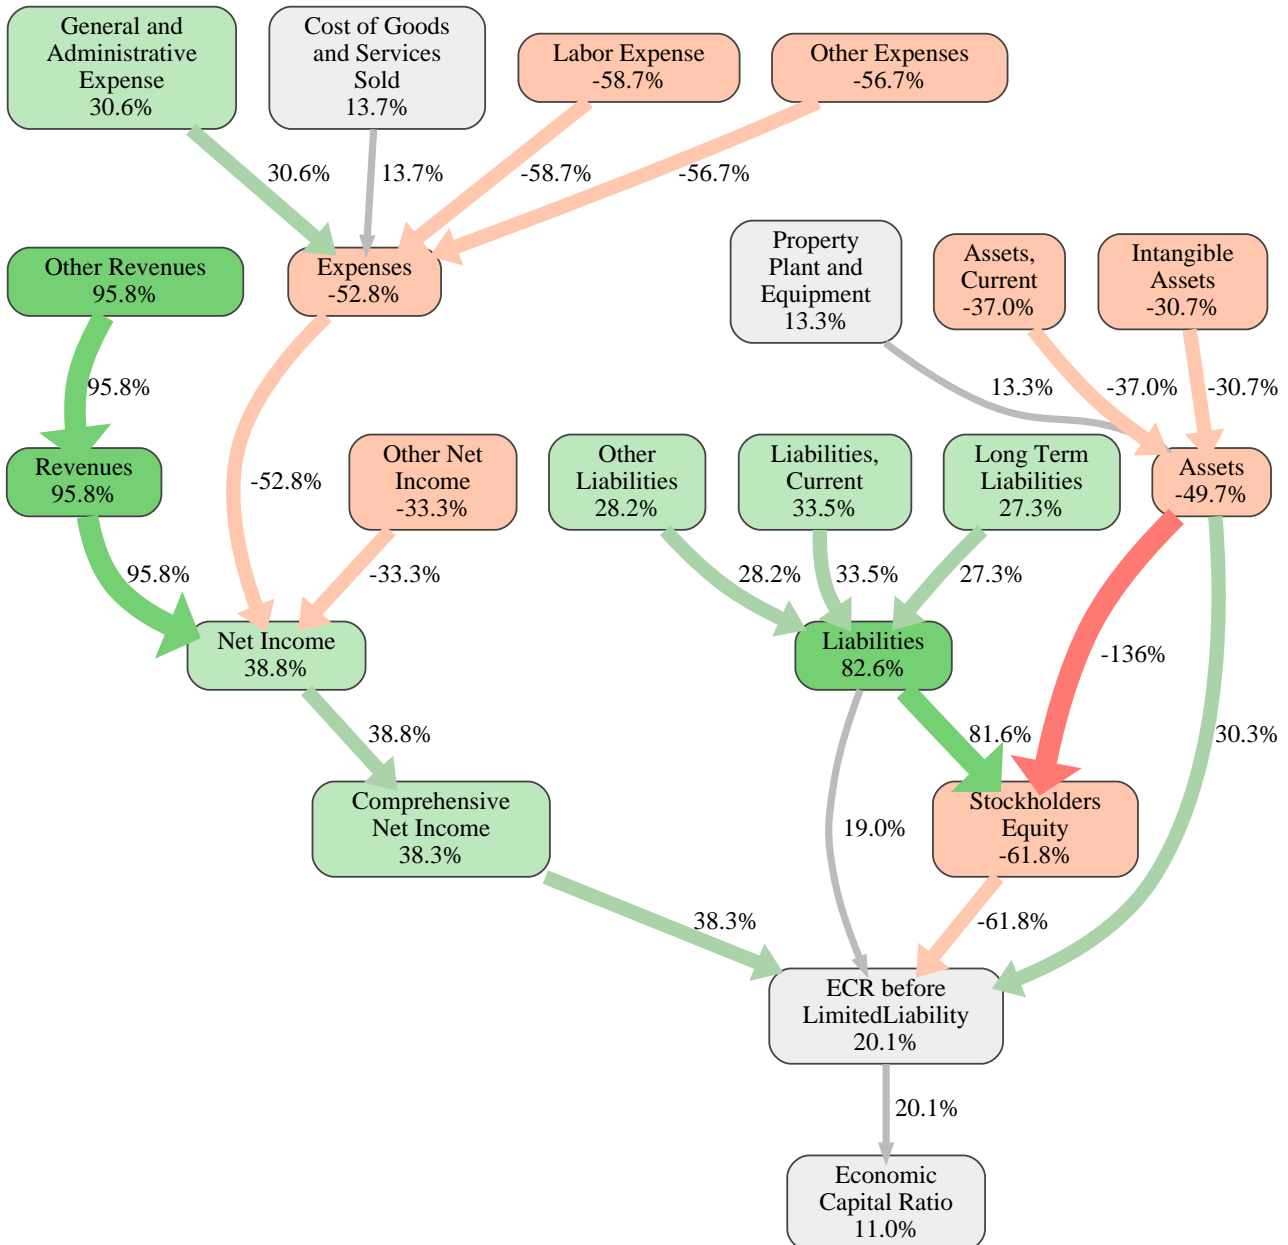 General and
Administrative
Expense
30.6%
Cost of Goods
and Services
Sold
13.7%
Labor Expense
-58.7%
Other Expenses
-56.7%
30.6%
13.7%
-58.7%
-56.7%
Other Revenues
95.8%
Expenses
-52.8%
Property
Plant and
Equipment
13.3%
Assets,
Current
-37.0%
Intangible
Assets
-30.7%
95.8%
13.3%
-37.0%
-30.7%
Revenues
95.8%
-52.8%
Other Net
Income
-33.3%
Other
Liabilities
28.2%
Liabilities,
Current
33.5%
Long Term
Liabilities
27.3%
Assets
-49.7%
95.8%
-33.3%
28.2%
33.5%
27.3%
Net Income
38.8%
Liabilities
82.6%
-136%
38.8%
81.6%
30.3%
Comprehensive
Net Income
38.3%
19.0%
Stockholders
Equity
-61.8%
38.3%
-61.8%
ECR before
LimitedLiability
20.1%
20.1%
Economic
Capital Ratio
11.0%